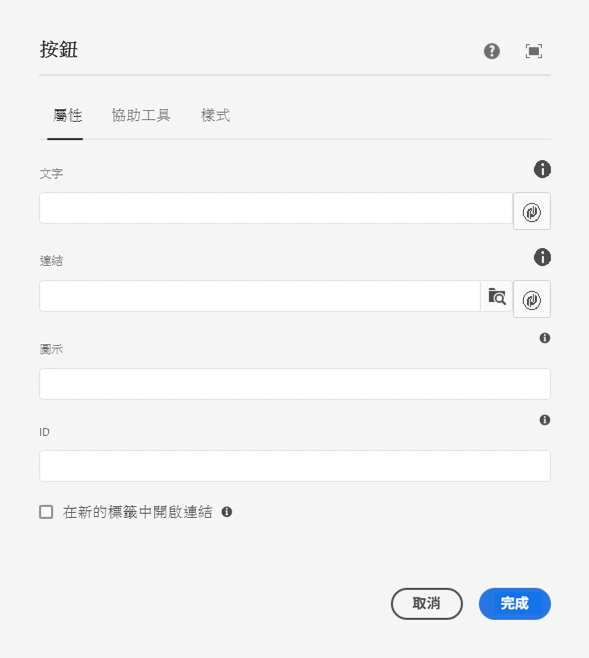 按鈕
屬性 協助工具 樣式
文字
連結
圖示
ID
在新的標籤中開啟連結
取消 完成